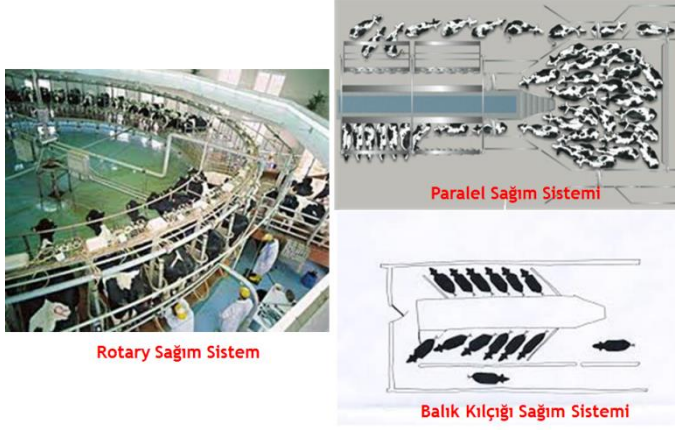 Paralel Sağım Sistemi
Rotary Sağım Sistem
Balık Kılçığı Sağım Sistemi